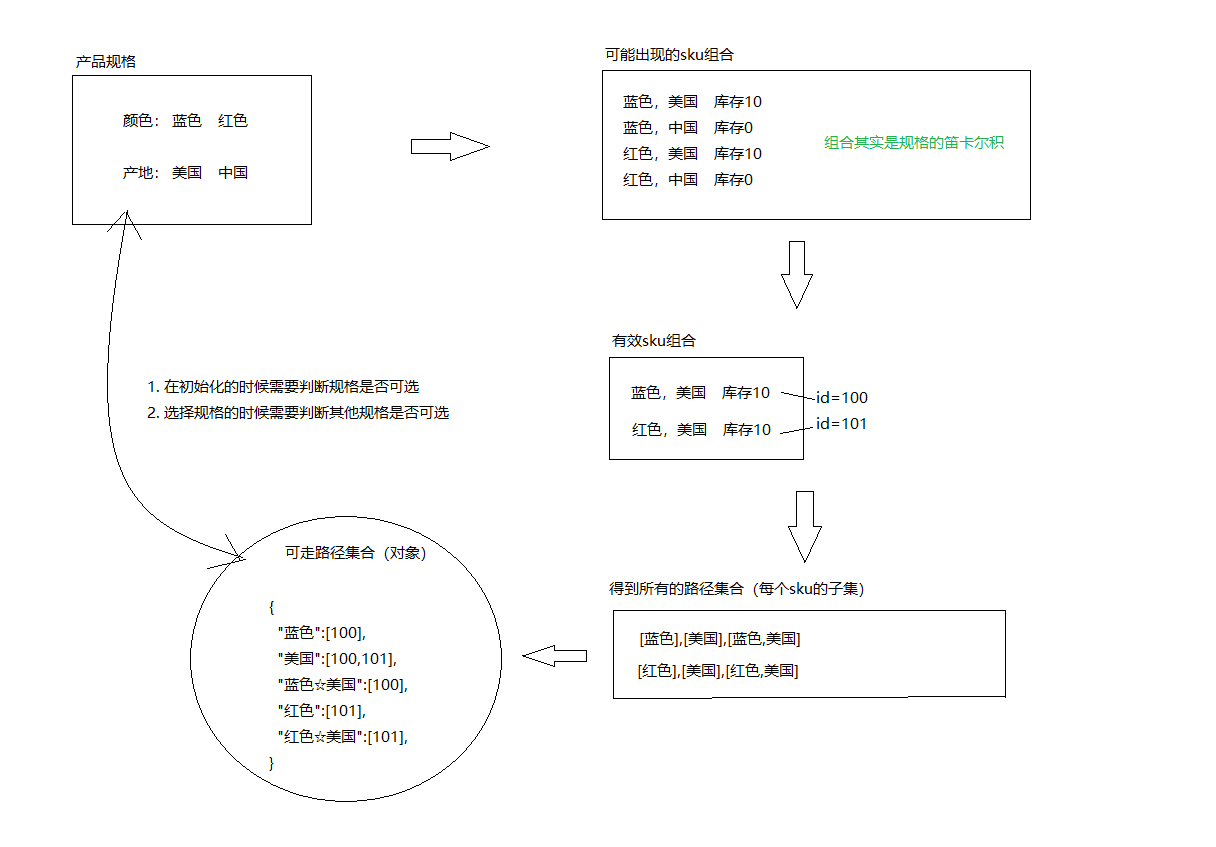 产品规格
颜色： 蓝色 红色
产地： 美国 中国
可能出现的sku组合
蓝色，美国 库存10
蓝色，中国 库存0
红色，美国 库存10
红色，中国 库存0
组合其实是规格的笛卡尔积
有效sku组合
蓝色，美国 库存10
id=100
红色，美国 库存10
id=101
1. 在初始化的时候需要判断规格是否可选
2. 选择规格的时候需要判断其他规格是否可选
得到所有的路径集合（每个sku的子集）
[蓝色],[美国],[蓝色,美国]
[红色],[美国],[红色,美国]
可走路径集合（对象）
{
"蓝色":[100],
"美国":[100,101],
"蓝色☆美国":[100],
"红色":[101],
"红色☆美国":[101],
}